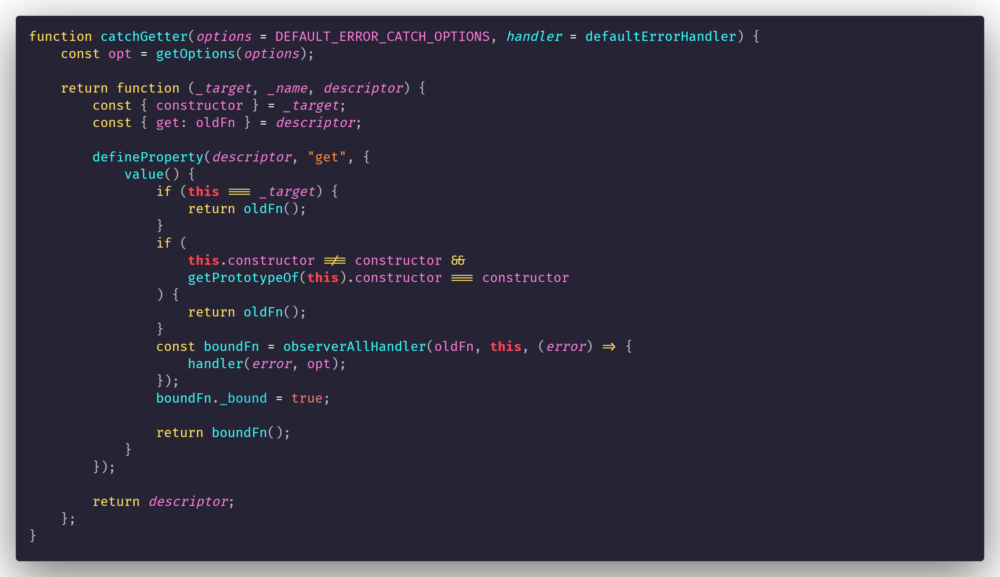 function catchGetter(options = DEFAULT_ERROR_CATCH_OPTIONS, handler = defaultErrorHandler) {
    const opt = getOptions(options);

    return function (_target, _name, descriptor) {
        const { constructor } = _target;
        const { get: oldFn } = descriptor;

        defineProperty(descriptor, "get", {
            value() {
                if (this === _target) {
                    return oldFn();
                }
                if (
                    this.constructor !== constructor &&
                    getPrototypeOf(this).constructor === constructor
                ) {
                    return oldFn();
                }
                const boundFn = observerAllHandler(oldFn, this, (error) => {
                    handler(error, opt);
                });
                boundFn._bound = true;

                return boundFn();
            }
        });

        return descriptor;
    };
}